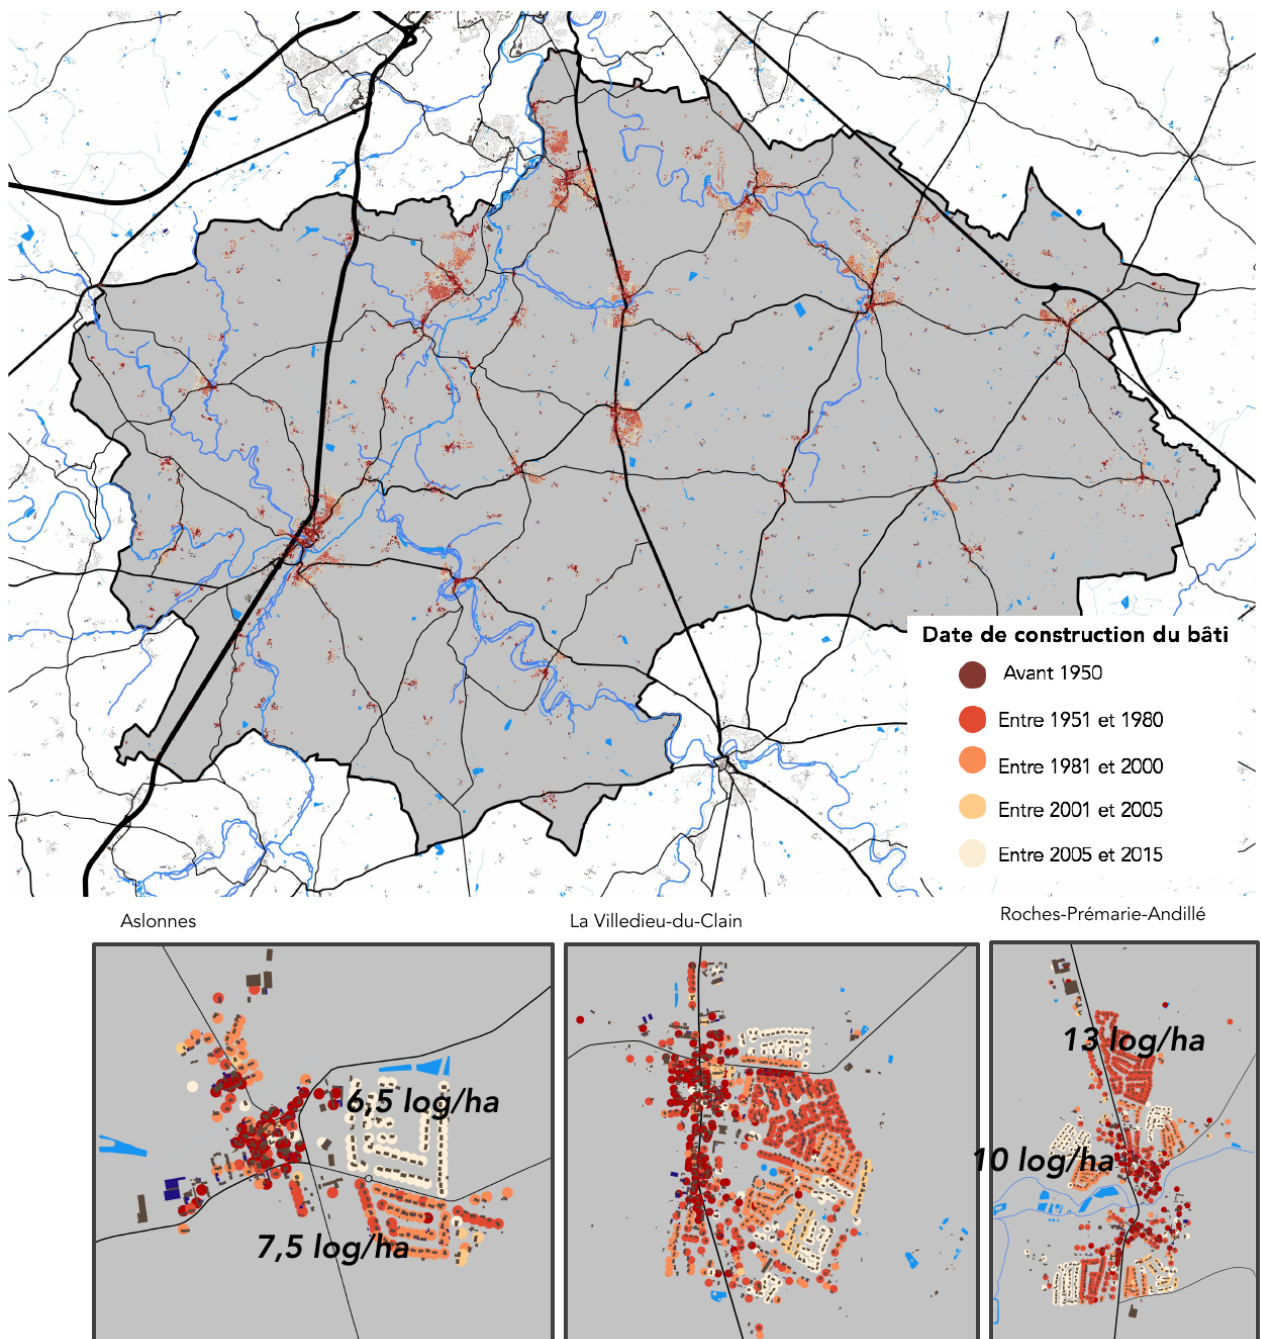 Date de construction du bâti
Avant 1950
Entre 1951 et 1980
Entre 1981 et 2000
Entre 2001 et 2005
Entre 2005 et 2015
Aslonnes
La Villedieu-du-Clain
Roches-Prémarie-Andillé
6,5 log/ha
7,5 log/ha
13 log/ha
10 log/ha